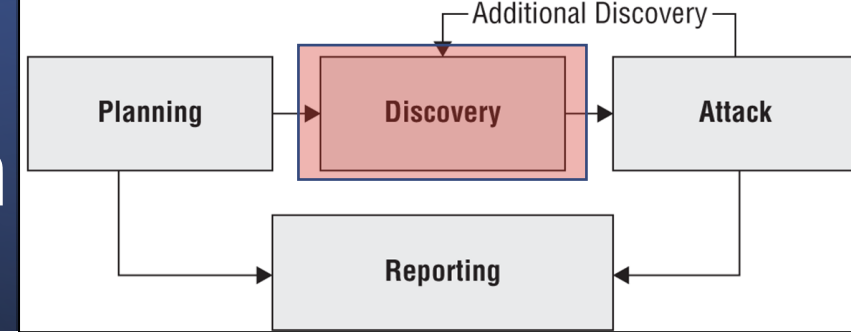 Additional Discovery
Planning
Discovery
Attack
Reporting